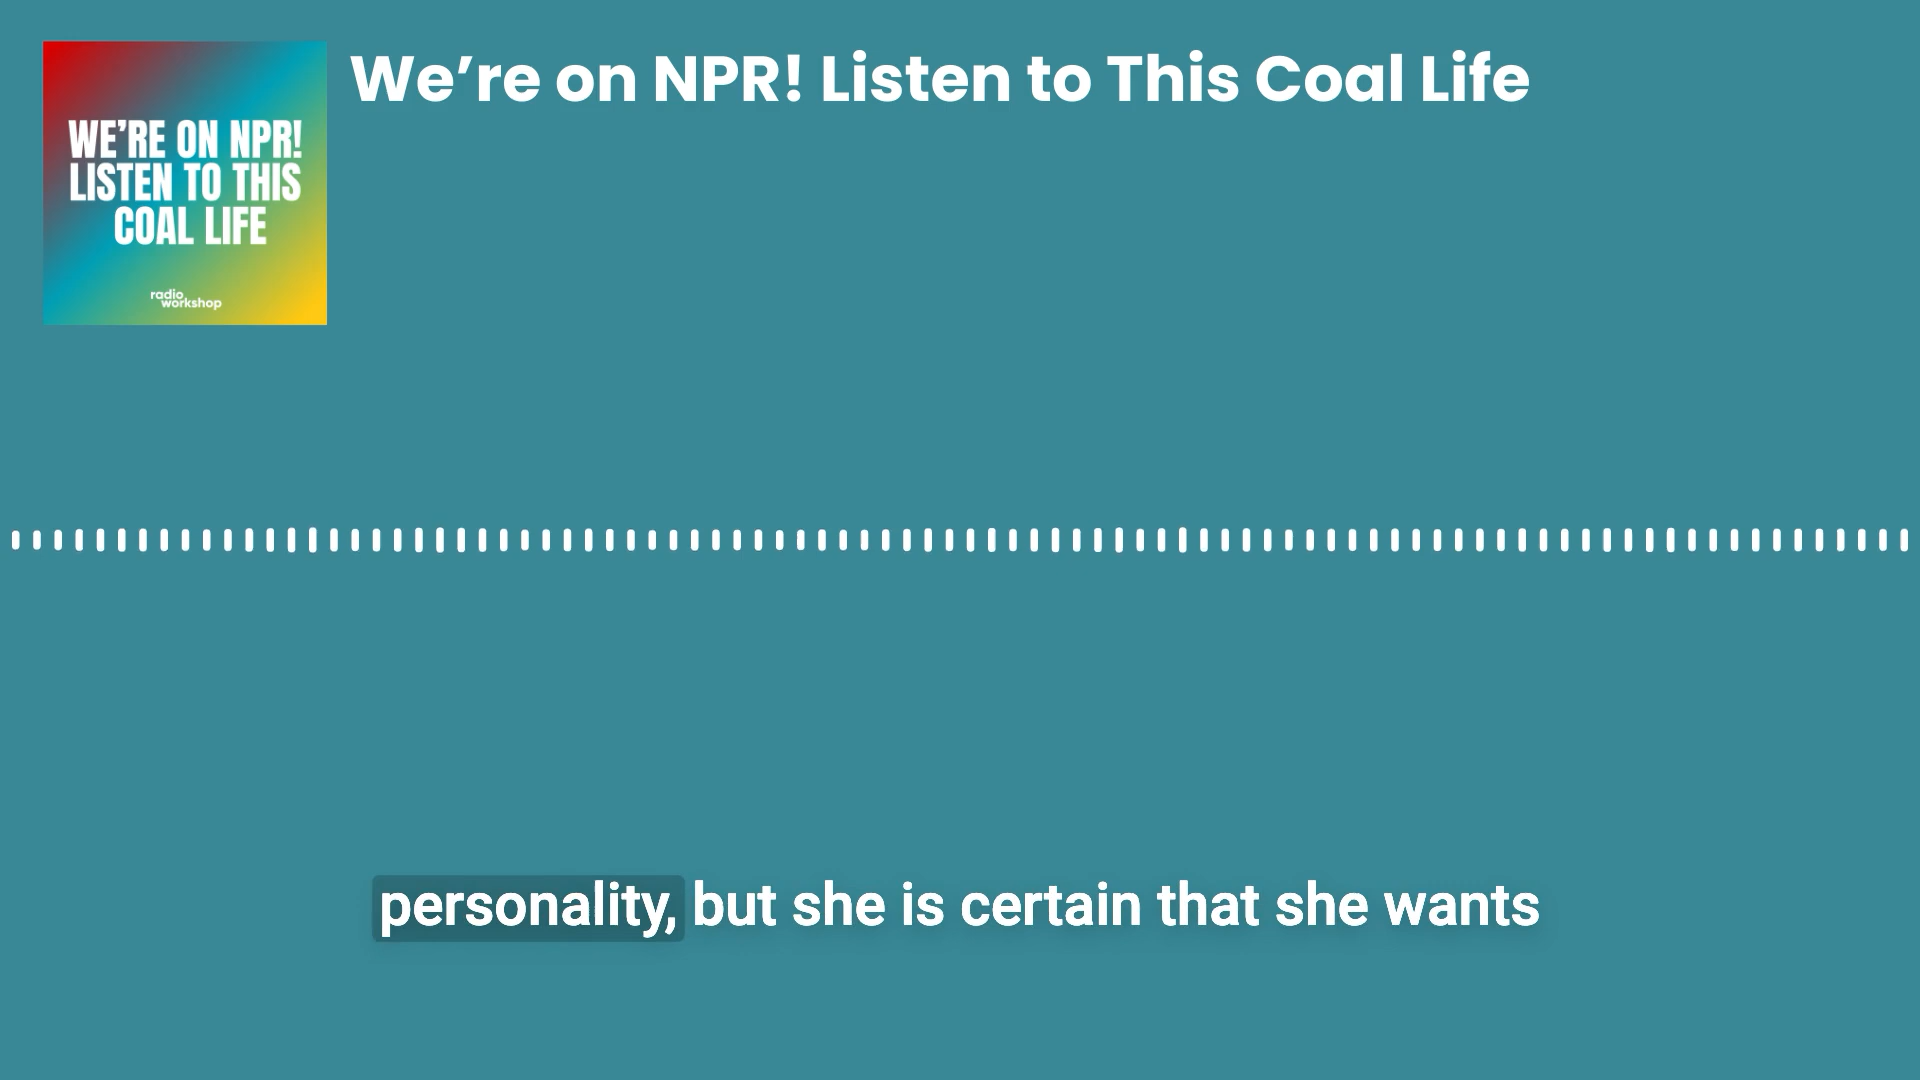 We’re on NPR! Listen to This Coal Life
WE’RE ON NPR!
LISTEN TO THIS
COAL LIFE
radio
workshop
personality, but she is certain that she wants